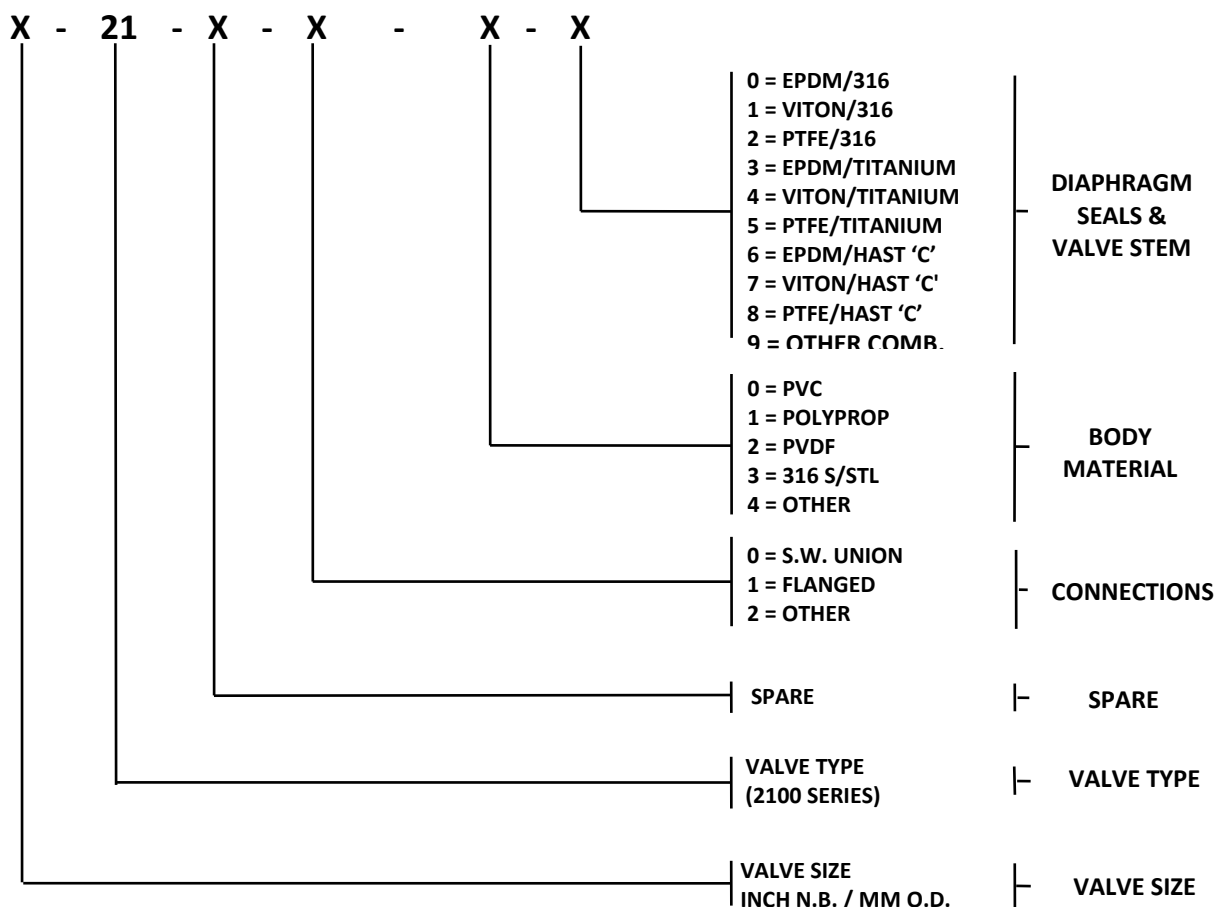 X - 21 - X - X - X - X
0 = EPDM/316
1 = VITON/316
2 = PTFE/316
3 = EPDM/TITANIUM
4 = VITON/TITANIUM
5 = PTFE/TITANIUM
6 = EPDM/HAST ‘C’
7 = VITON/HAST ‘C'
8 = PTFE/HAST ‘C’
9 = OTHER COMB.
DIAPHRAGM
SEALS &
VALVE STEM
0 = PVC
1 = POLYPROP
2 = PVDF
3 = 316 S/STL
4 = OTHER
BODY
MATERIAL
0 = S.W. UNION
1 = FLANGED
2 = OTHER
CONNECTIONS
SPARE
SPARE
VALVE TYPE
(2100 SERIES)
VALVE TYPE
VALVE SIZE
INCH N.B. / MM O.D.
VALVE SIZE